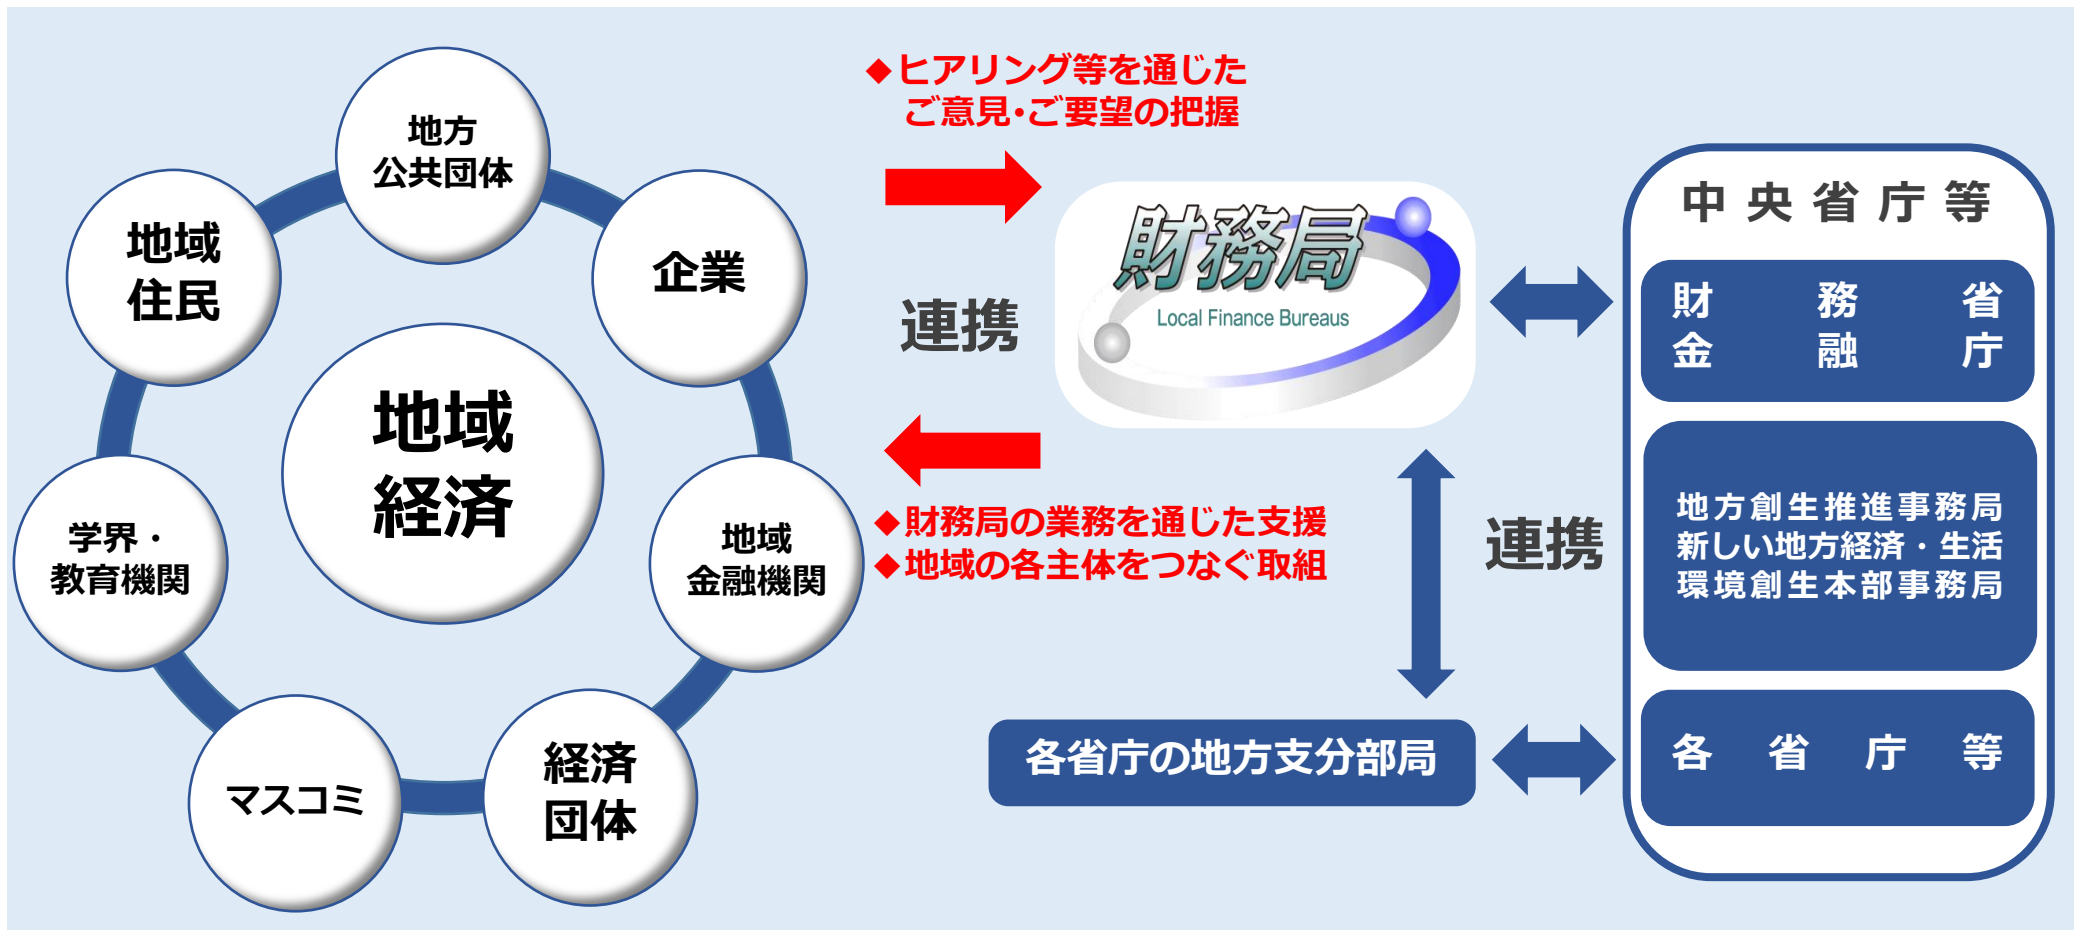 地方
公共団体
地域
住民
企業
地域
経済
学界・
教育機関
地域
金融機関
マスコミ
経済
団体
◆ヒアリング等を通じた
ご意見・ご要望の把握
連携
財務局
Local Finance Bureaus
◆財務局の業務を通じた支援
◆地域の各主体をつなぐ取組
連携
各省庁の地方支分部局
中央省庁等
財務省
金融庁
地方創生推進事務局
新しい地方経済・生活
環境創生本部事務局
各省庁等